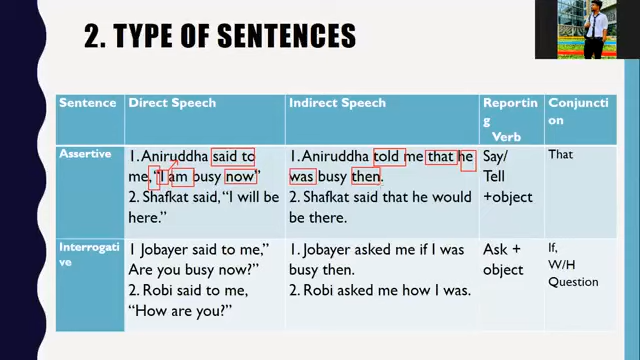 2. TYPE OF SENTENCES
Sentence Direct Speech Indirect Speech Reportin
g
Verb Conjuncti
on
Assertive 1. Aniruddha said to
me, "I am busy now"
2. Shafkat said, "I will be
here."
1. Aniruddha told me that he
was busy then.
2. Shafkat said that he would
be there.
Say/
Tell
+object
That
Interrogati
ve
1 Jobayer said to me,"
Are you busy now?"
2. Robi said to me,
"How are you?"
1. Jobayer asked me if I was
busy then.
2. Robi asked me how I was.
Ask +
object
If,
W/H
Question